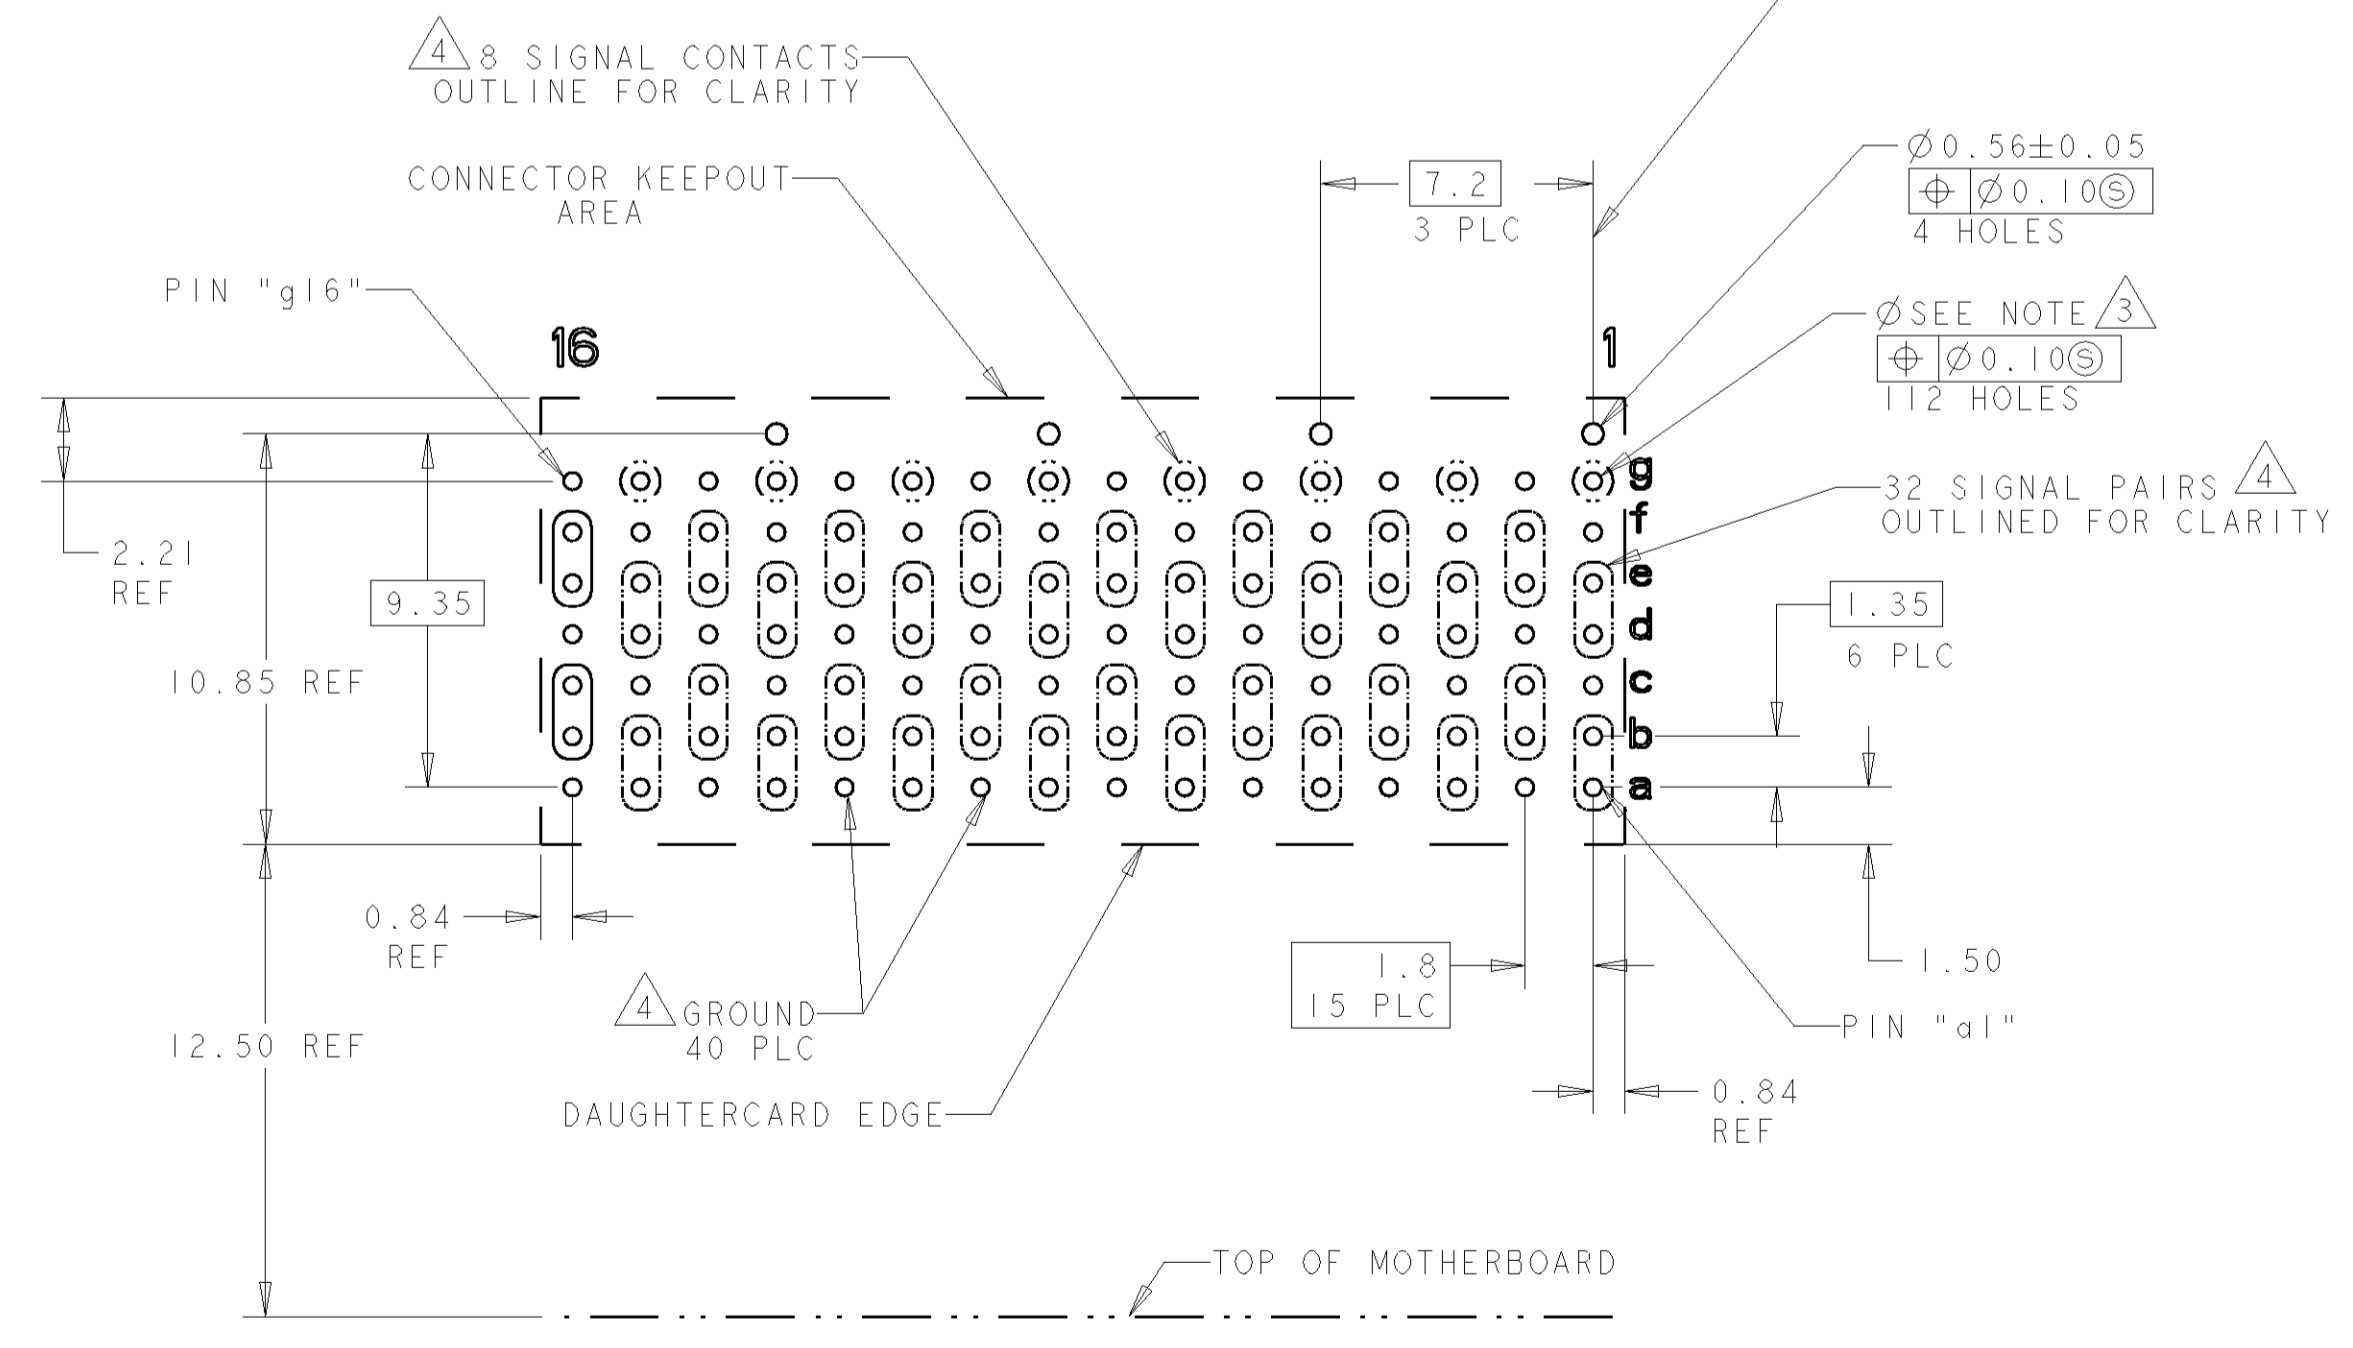 4 8 SIGNAL CONTACTS
OUTLINE FOR CLARITY
CONNECTOR KEEPOUT
AREA
7.2
3 PLC
Ø0.56±0.05
⌖ Ø0.10Ⓢ
4 HOLES
PIN "g16"
ØSEE NOTE 3
⌖ Ø0.10Ⓢ
112 HOLES
16
1
g
f
e
d
c
b
a
32 SIGNAL PAIRS 4
OUTLINED FOR CLARITY
2.21
REF
9.35
1.35
6 PLC
10.85 REF
0.84
REF
1.8
15 PLC
1.50
4 GROUND
40 PLC
PIN "a1"
12.50 REF
DAUGHTERCARD EDGE
0.84
REF
TOP OF MOTHERBOARD